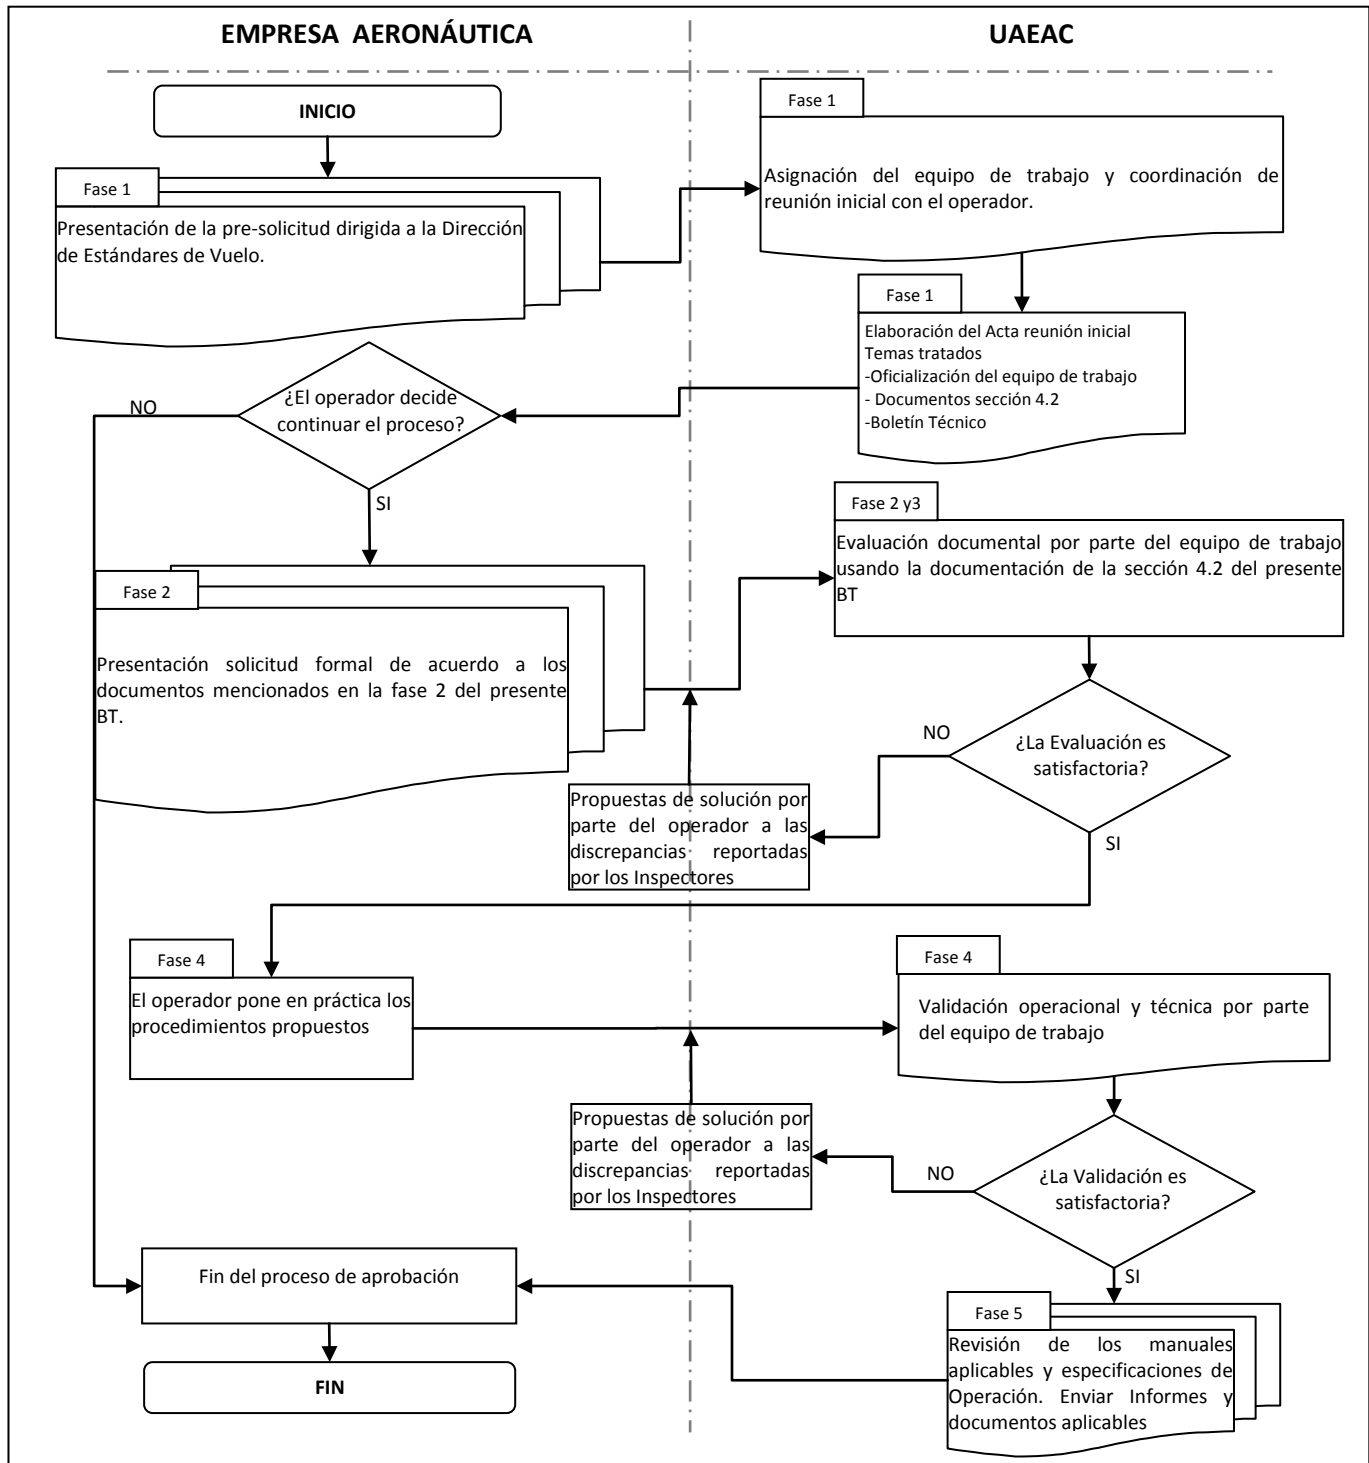 EMPRESA AERONÁUTICA
UAEAC
INICIO
Fase 1
Presentación de la pre-solicitud dirigida a la Dirección
de Estándares de Vuelo.
Fase 1
Asignación del equipo de trabajo y coordinación de
reunión inicial con el operador.
Fase 1
Elaboración del Acta reunión inicial
Temas tratados
-Oficialización del equipo de trabajo
- Documentos sección 4.2
-Boletín Técnico
¿El operador decide
continuar el proceso?
NO
SI
Fase 2
Presentación solicitud formal de acuerdo a los
documentos mencionados en la fase 2 del presente
BT.
Fase 2 y3
Evaluación documental por parte del equipo de trabajo
usando la documentación de la sección 4.2 del presente
BT
¿La Evaluación es
satisfactoria?
NO
SI
Propuestas de solución por
parte del operador a las
discrepancias reportadas
por los Inspectores
Fase 4
El operador pone en práctica los
procedimientos propuestos
Fase 4
Validación operacional y técnica por parte
del equipo de trabajo
¿La Validación es
satisfactoria?
NO
SI
Propuestas de solución por
parte del operador a las
discrepancias reportadas
por los Inspectores
Fase 5
Revisión de los manuales
aplicables y especificaciones de
Operación. Enviar Informes y
documentos aplicables
Fin del proceso de aprobación
FIN